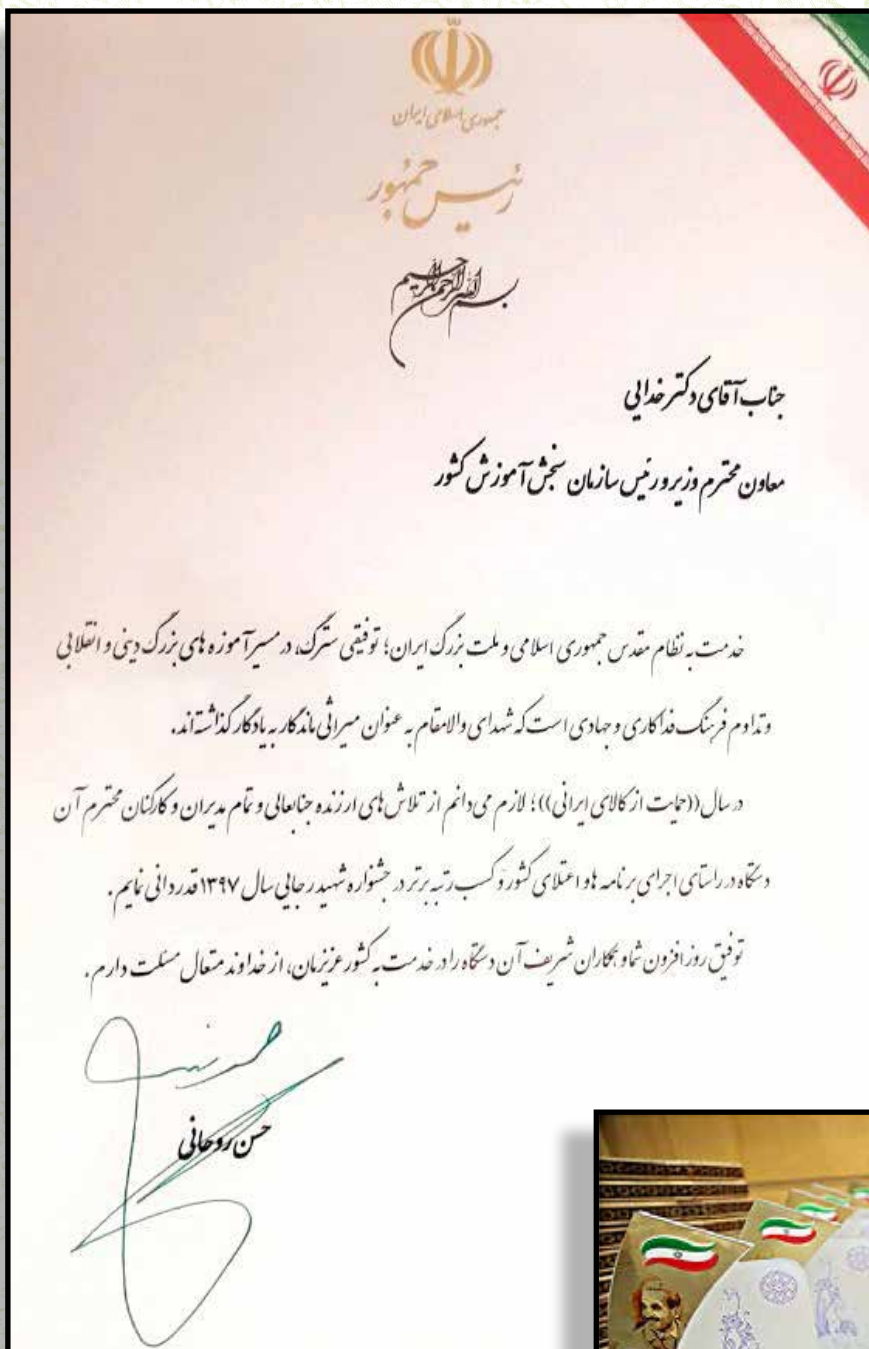 جمهوری اسلامی ایران
رئیس جمهور
بسم الله الرحمن الرحیم
جناب آقای دکتر خدایی
معاون محترم وزیر و رئیس سازمان سنجش آموزش کشور
خدمت به نظام مقدس جمهوری اسلامی و ملت بزرگ ایران؛ توفیقی سترگ، در مسیر آموزه های بزرگ دینی و انقلابی
و تداوم فرهنگ فداکاری و جهادی است که شهدای والامقام به عنوان میراثی ماندگار به یادگار گذاشته‌اند.
در سال ((حمایت از کالای ایرانی))؛ لازم می دانم از تلاش های ارزنده جنابعالی و تمام مدیران و کارکنان محترم آن
دستگاه در راستای اجرای برنامه ها و اعتلای کشور و کسب رتبه برتر در جشنواره شهید رجایی سال ۱۳۹۷ قدردانی نمایم.
توفیق روز افزون شما و همکاران شریف آن دستگاه را در خدمت به کشور عزیزمان، از خداوند متعال مسئلت دارم.
حسن روحانی